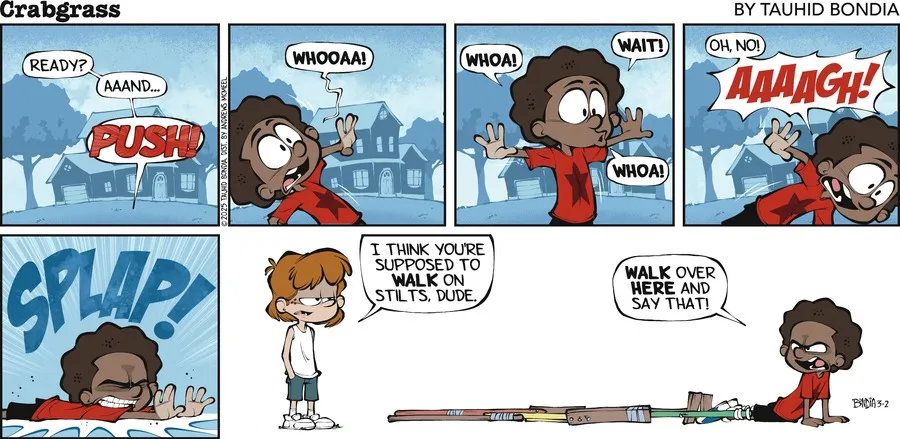 Crabgrass
BY TAUHID BONDIA
READY?
AAAND...
PUSH!
©2025 TAUHID BONDIA, DIST. BY ANDREWS MCMEEL
WHOOAA!
WHOA!
WAIT!
WHOA!
OH, NO!
AAAAGH!
SPLAP!
I THINK YOU'RE
SUPPOSED TO
WALK ON
STILTS, DUDE.
WALK OVER
HERE AND
SAY THAT!
BONDIA 3-2